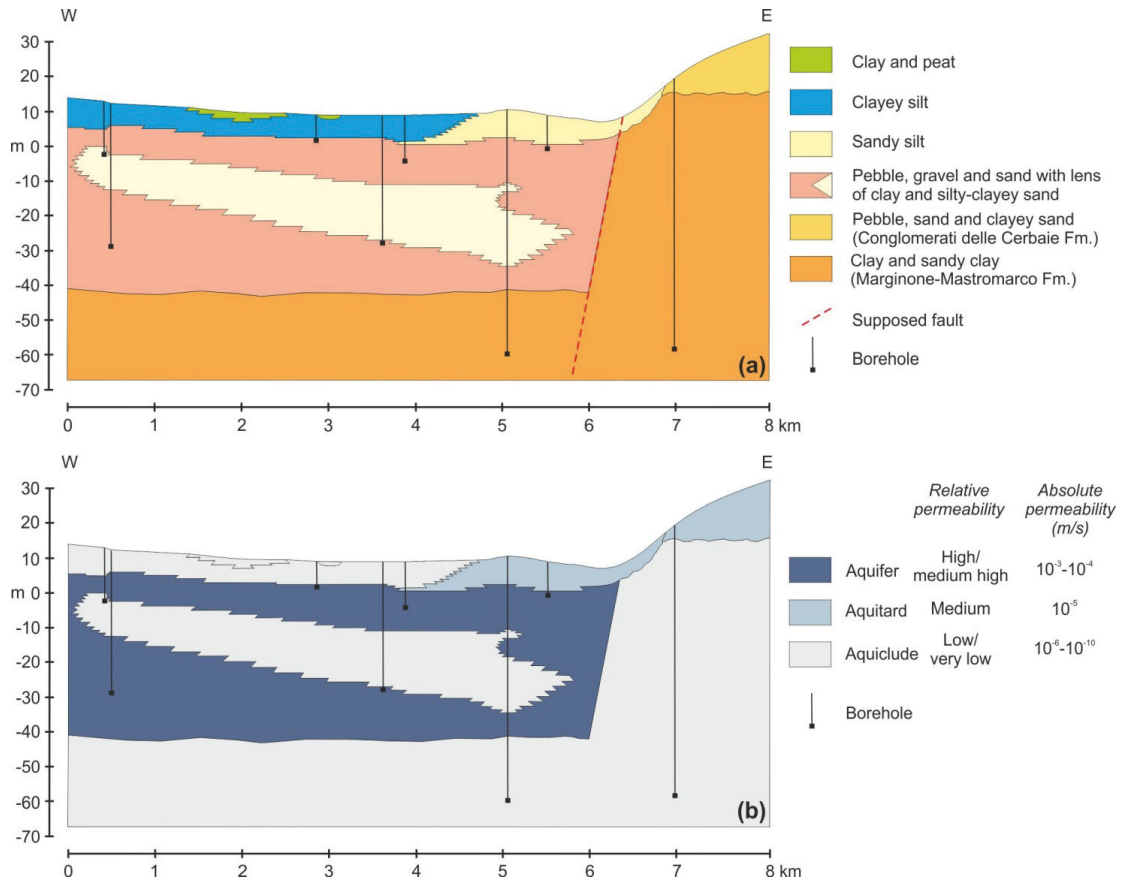 W E
30
20
10
m 0
-10
-20
-30
-40
-50
-60
-70
(a)
0 1 2 3 4 5 6 7 8 km
Clay and peat
Clayey silt
Sandy silt
Pebble, gravel and sand with lens
of clay and silty-clayey sand
Pebble, sand and clayey sand
(Conglomerati delle Cerbaie Fm.)
Clay and sandy clay
(Marginone-Mastromarco Fm.)
Supposed fault
Borehole
W E
30
20
10
m 0
-10
-20
-30
-40
-50
-60
-70
(b)
0 1 2 3 4 5 6 7 8 km
Relative
permeability
Absolute
permeability
(m/s)
Aquifer High/
medium high 10⁻³-10⁻⁴
Aquitard Medium 10⁻⁵
Aquiclude Low/
very low 10⁻⁶-10⁻¹⁰
Borehole